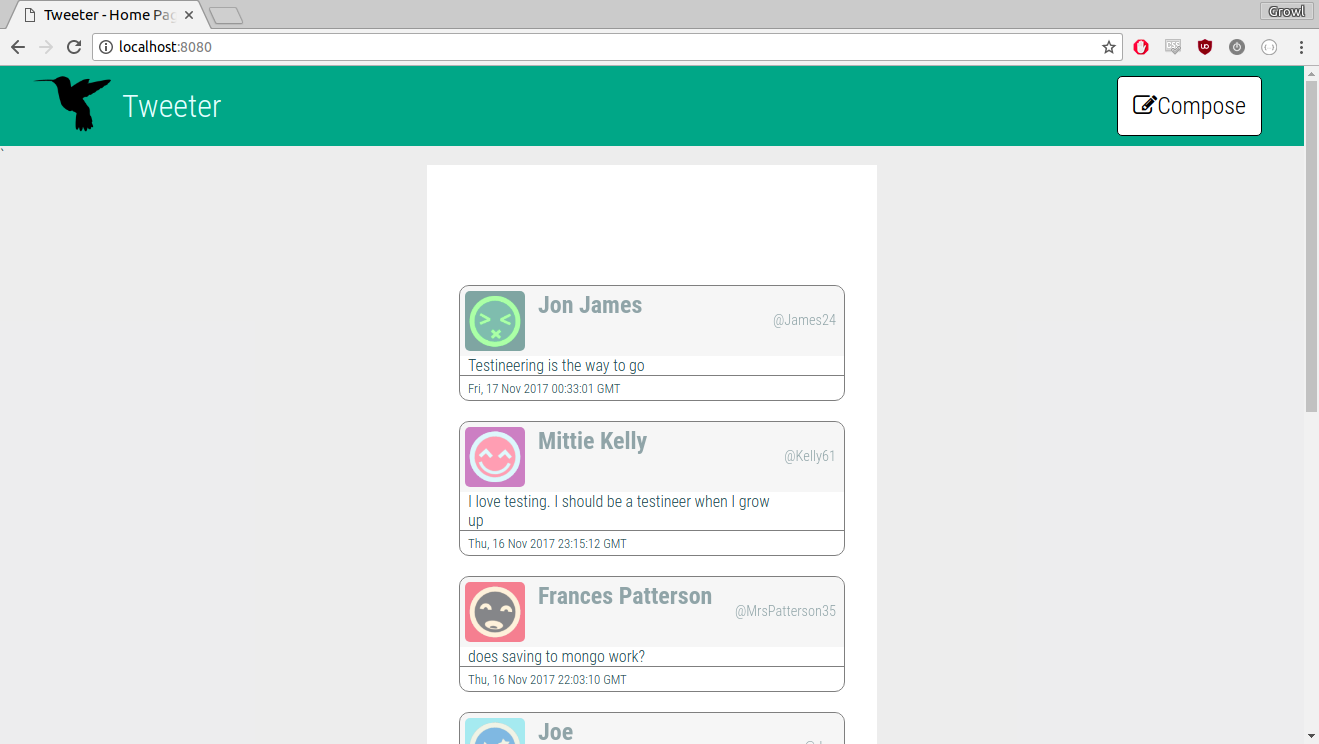 Tweeter - Home Pag
Growl
localhost:8080
Tweeter
Compose
`
Jon James
@James24
Testineering is the way to go
Fri, 17 Nov 2017 00:33:01 GMT
Mittie Kelly
@Kelly61
I love testing. I should be a testineer when I grow
up
Thu, 16 Nov 2017 23:15:12 GMT
Frances Patterson
@MrsPatterson35
does saving to mongo work?
Thu, 16 Nov 2017 22:03:10 GMT
Joe